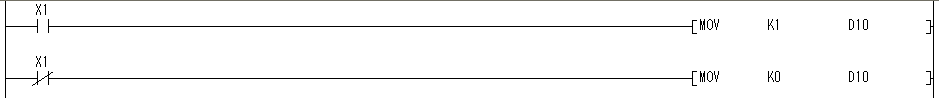 X1
[MOV K1 D10 ]
X1
[MOV K0 D10 ]